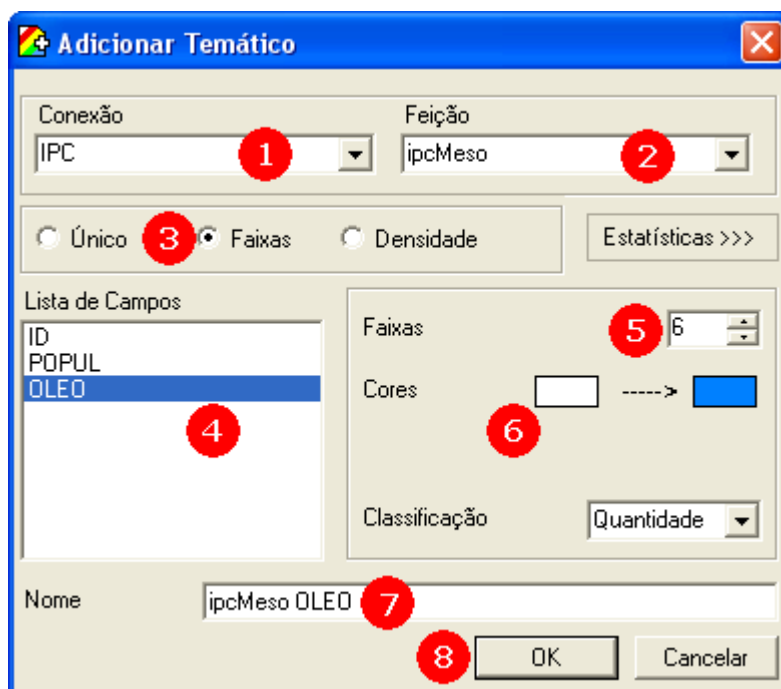 Adicionar Temático
Conexão Feição
IPC 1 ipcMeso 2
Único 3 Faixas Densidade Estatísticas >>>
Lista de Campos
ID
POPUL
OLEO
4
Faixas 5 6
Cores -----> 
6
Classificação Quantidade
Nome ipcMeso OLEO 7
8 OK Cancelar